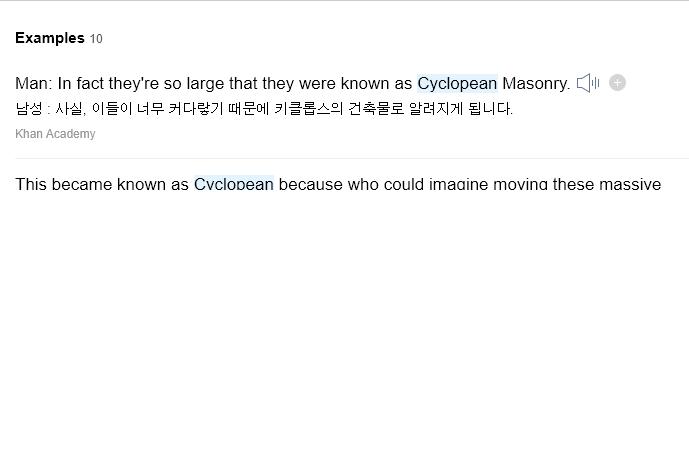 Examples 10
Man: In fact they're so large that they were known as Cyclopean Masonry.
남성 : 사실, 이들이 너무 커다랗기 때문에 키클롭스의 건축물로 알려지게 됩니다.
Khan Academy
This became known as Cyclopean because who could imagine moving these massive